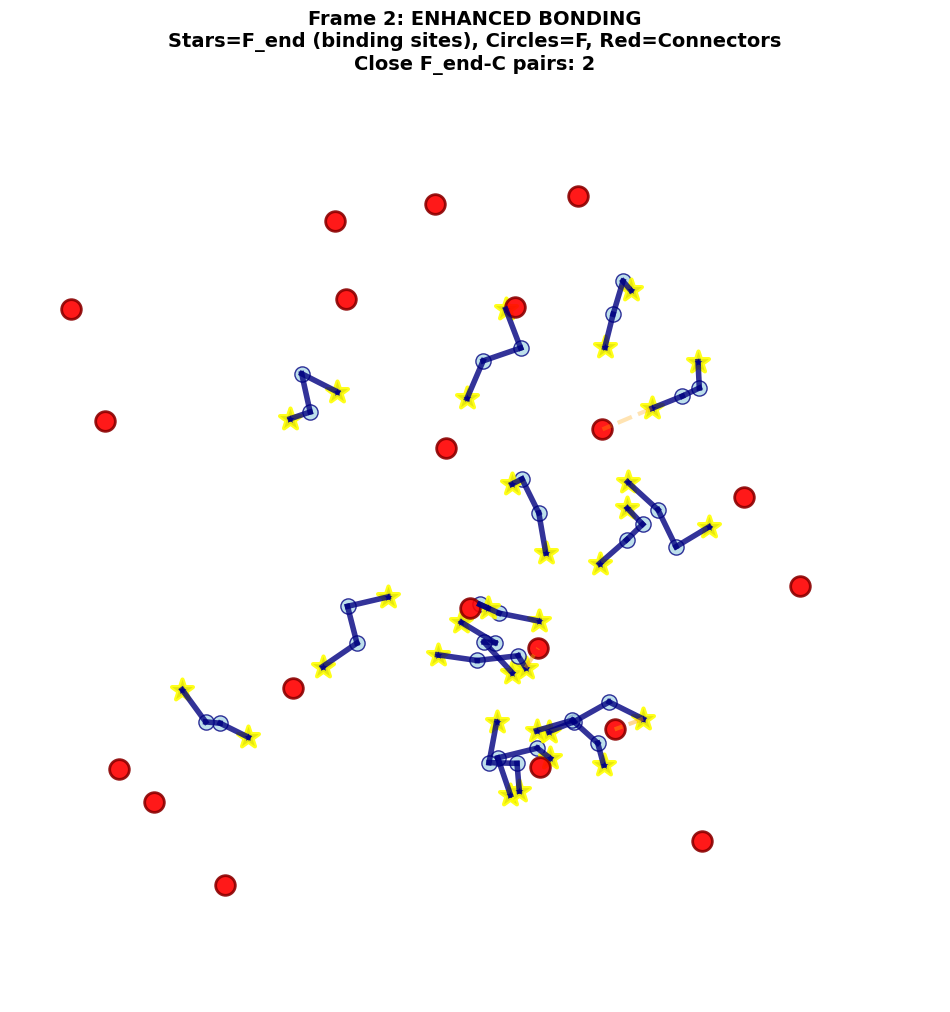 Frame 2: ENHANCED BONDING
Stars=F_end (binding sites), Circles=F, Red=Connectors
Close F_end-C pairs: 2